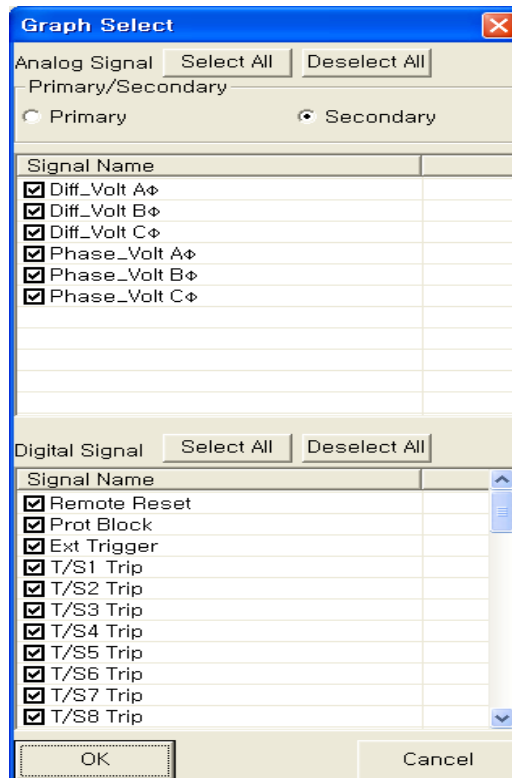 Graph Select
Analog Signal Select All Deselect All
Primary/Secondary
Primary Secondary
Signal Name
Diff_Volt AΦ
Diff_Volt BΦ
Diff_Volt CΦ
Phase_Volt AΦ
Phase_Volt BΦ
Phase_Volt CΦ
Digital Signal Select All Deselect All
Signal Name
Remote Reset
Prot Block
Ext Trigger
T/S1 Trip
T/S2 Trip
T/S3 Trip
T/S4 Trip
T/S5 Trip
T/S6 Trip
T/S7 Trip
T/S8 Trip
OK Cancel